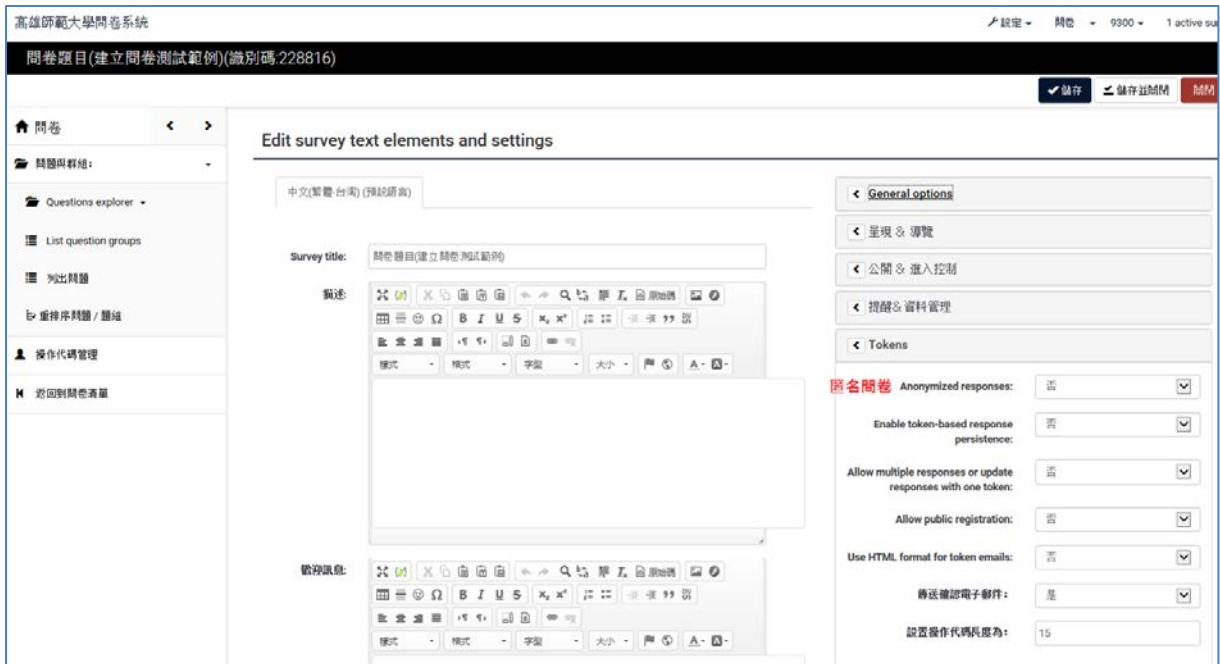 高雄師範大學問卷系統
設定 問卷 9300 1 active su
問卷題目(建立問卷測試範例)(識別碼:228816)
儲存 儲存並關閉 關閉
問卷
Edit survey text elements and settings
問題與群組:
中文(繁體-台灣) (預設語言)
General options
Questions explorer
呈現 & 導覽
List question groups
Survey title: 問卷題目(建立問卷測試範例)
公開 & 進入控制
列出問題
描述:
原始碼
提醒& 資料管理
重排序問題 / 題組
B I U S
Tokens
操作代碼管理
樣式 格式 字型 大小
匿名問卷 Anonymized responses: 否
返回到問卷清單
Enable token-based response persistence: 否
Allow multiple responses or update responses with one token: 否
Allow public registration: 否
Use HTML format for token emails: 否
歡迎訊息:
原始碼
B I U S
傳送確認電子郵件: 是
樣式 格式 字型 大小
設置操作代碼長度為: 15